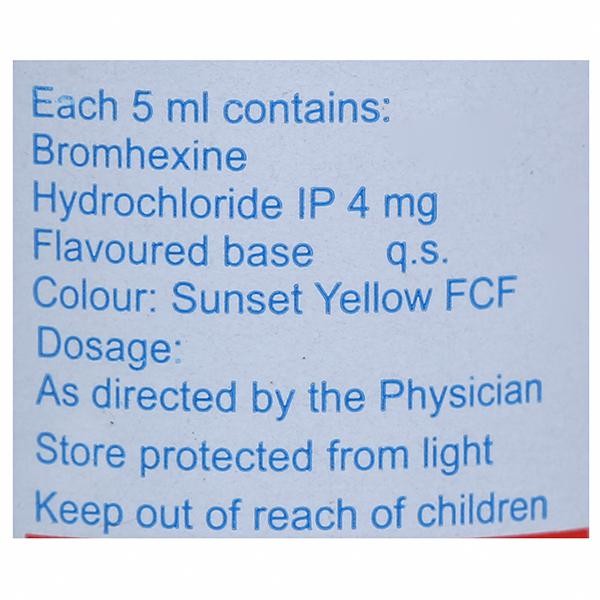 Each 5 ml contains:
Bromhexine
Hydrochloride IP 4 mg
Flavoured base q.s.
Colour: Sunset Yellow FCF
Dosage:
As directed by the Physician
Store protected from light
Keep out of reach of children